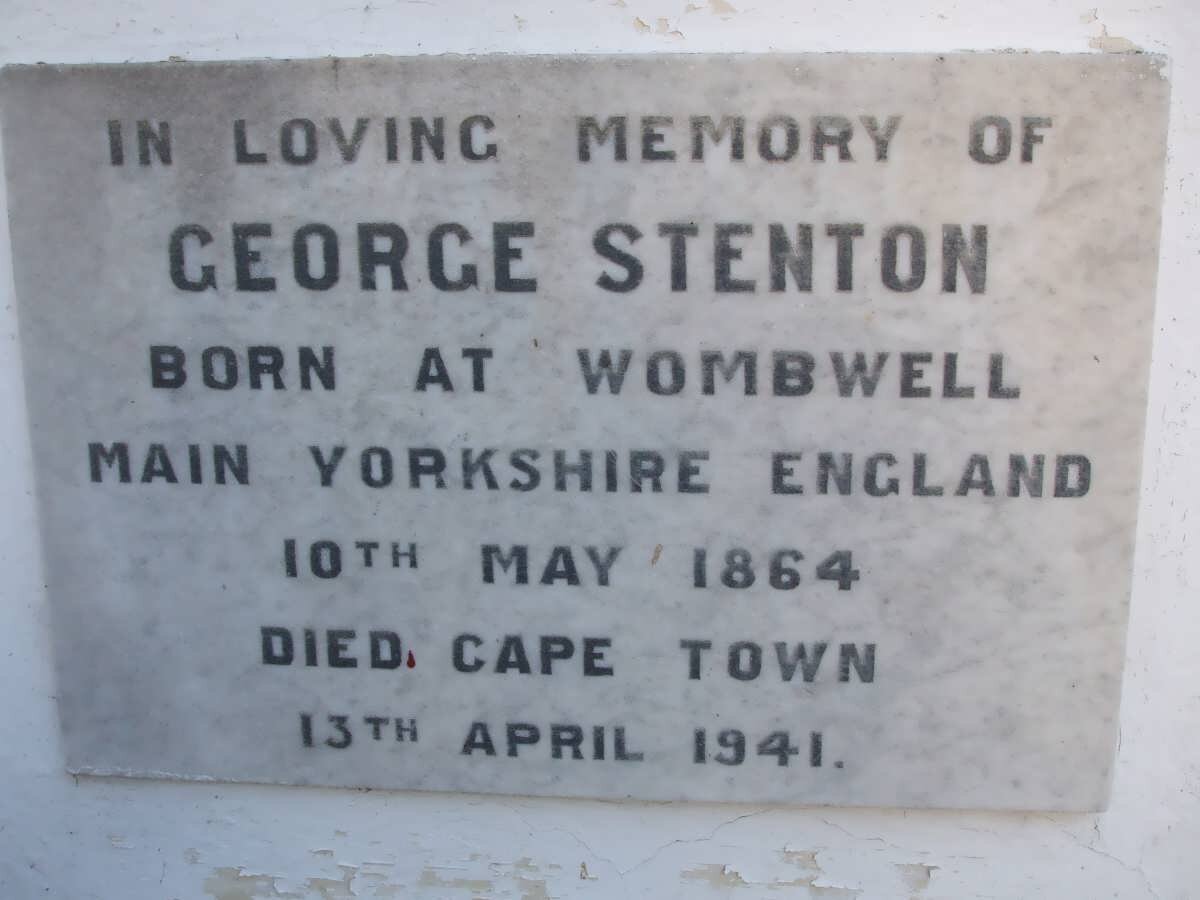 IN LOVING MEMORY OF
GEORGE STENTON
BORN AT WOMBWELL
MAIN YORKSHIRE ENGLAND
10TH MAY 1864
DIED CAPE TOWN
13TH APRIL 1941.